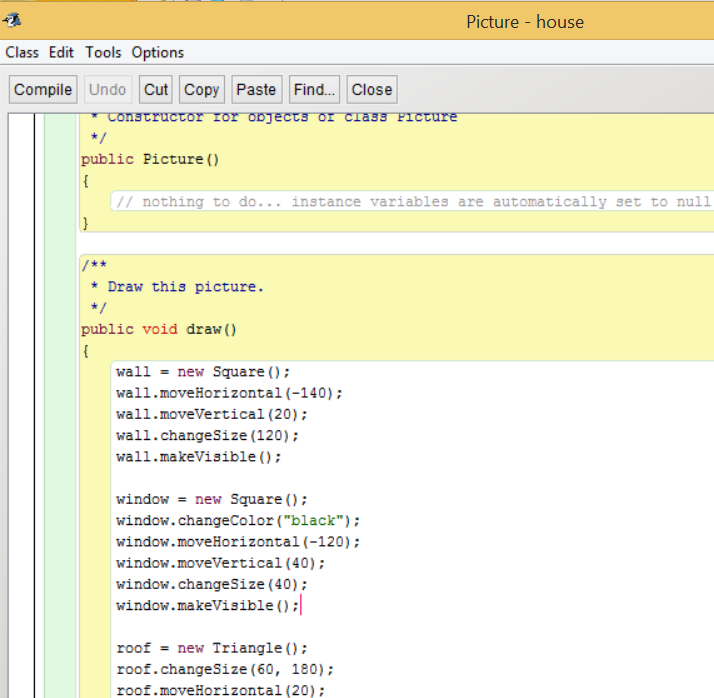 Picture - house
Class Edit Tools Options
Compile Undo Cut Copy Paste Find... Close
* Constructor for objects of class Picture
*/
public Picture()
{
// nothing to do... instance variables are automatically set to null
}
/**
* Draw this picture.
*/
public void draw()
{
wall = new Square();
wall.moveHorizontal(-140);
wall.moveVertical(20);
wall.changeSize(120);
wall.makeVisible();
window = new Square();
window.changeColor("black");
window.moveHorizontal(-120);
window.moveVertical(40);
window.changeSize(40);
window.makeVisible();
roof = new Triangle();
roof.changeSize(60, 180);
roof.moveHorizontal(20);